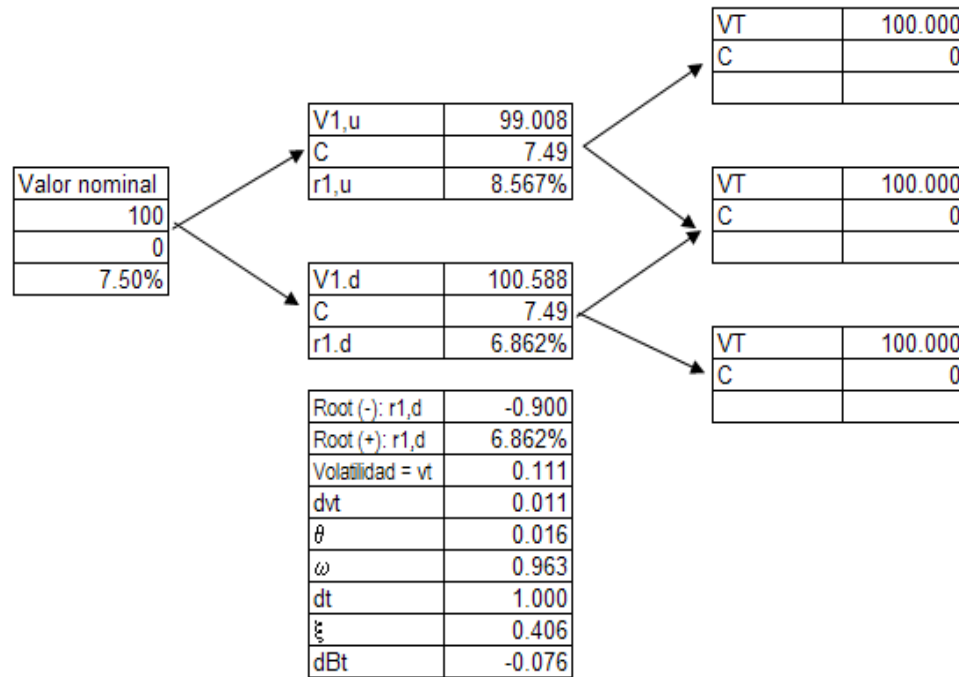 Valor nominal
100
0
7.50%
V1,u 99.008
C 7.49
r1,u 8.567%
V1.d 100.588
C 7.49
r1.d 6.862%
Root (-): r1,d -0.900
Root (+): r1,d 6.862%
Volatilidad = vt 0.111
dvt 0.011
θ 0.016
ω 0.963
dt 1.000
ξ 0.406
dBt -0.076
VT 100.000
C 0
VT 100.000
C 0
VT 100.000
C 0